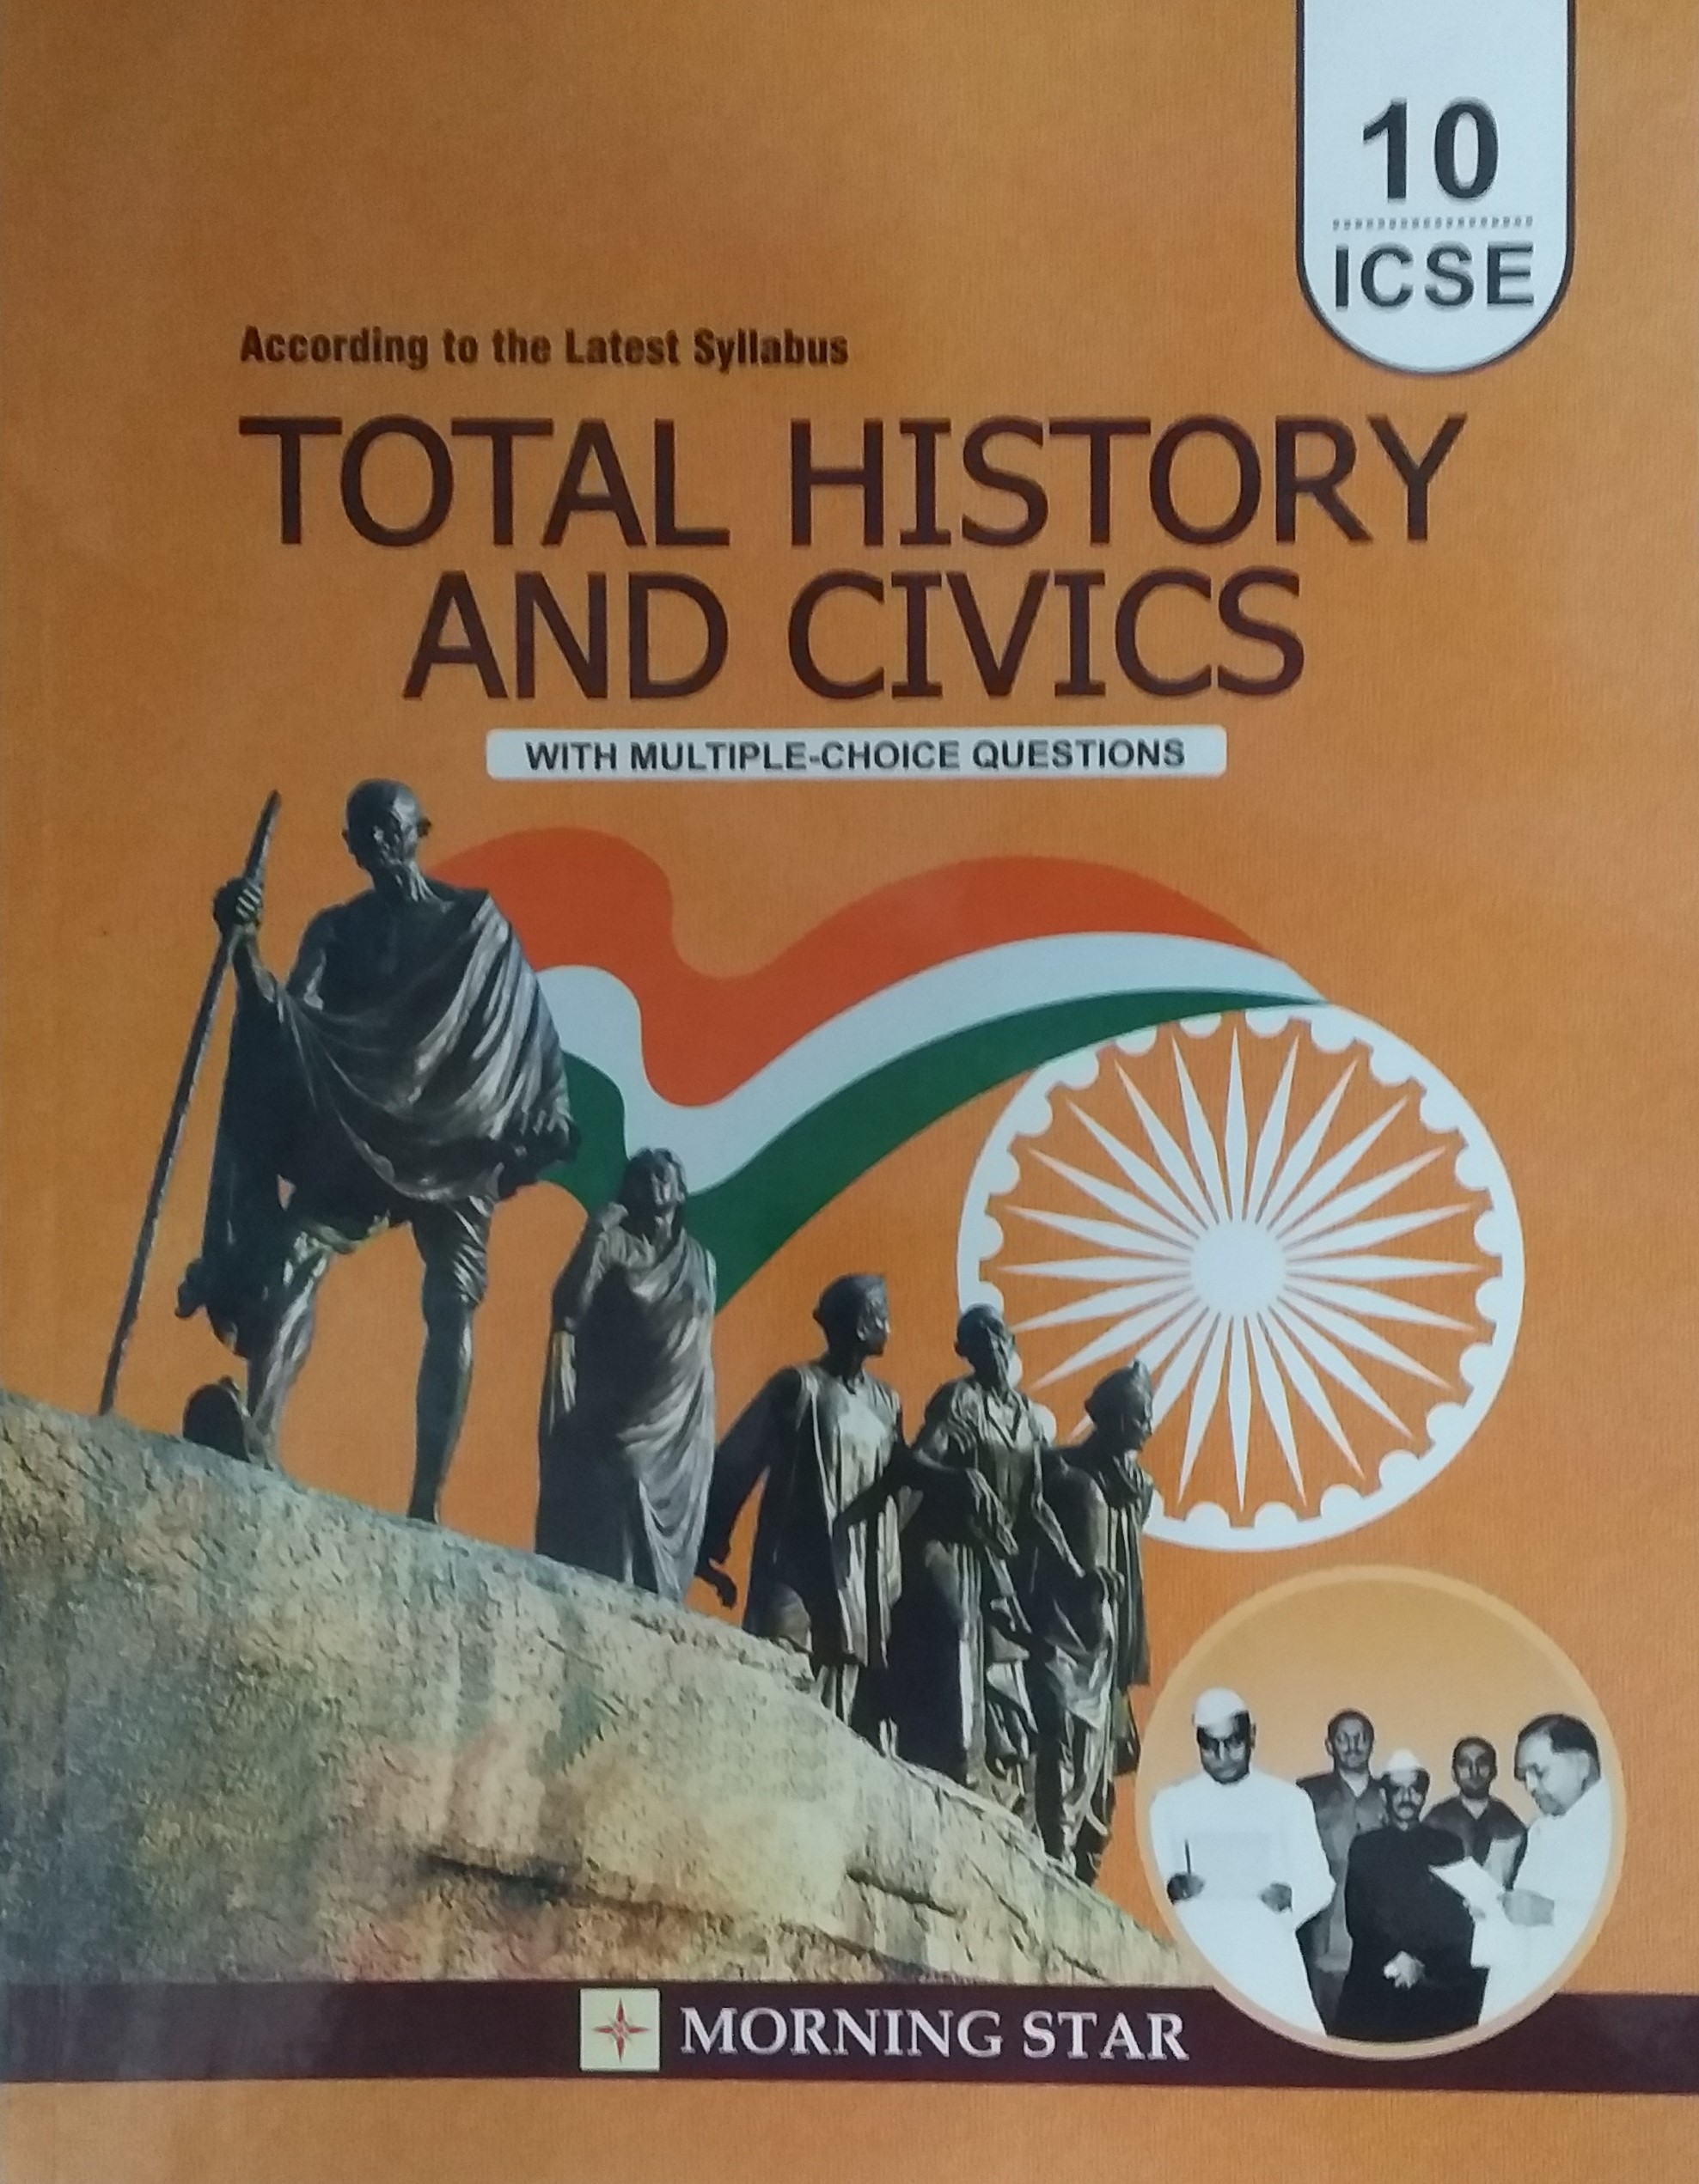 10
ICSE
According to the Latest Syllabus
TOTAL HISTORY
AND CIVICS
WITH MULTIPLE-CHOICE QUESTIONS
MORNING STAR